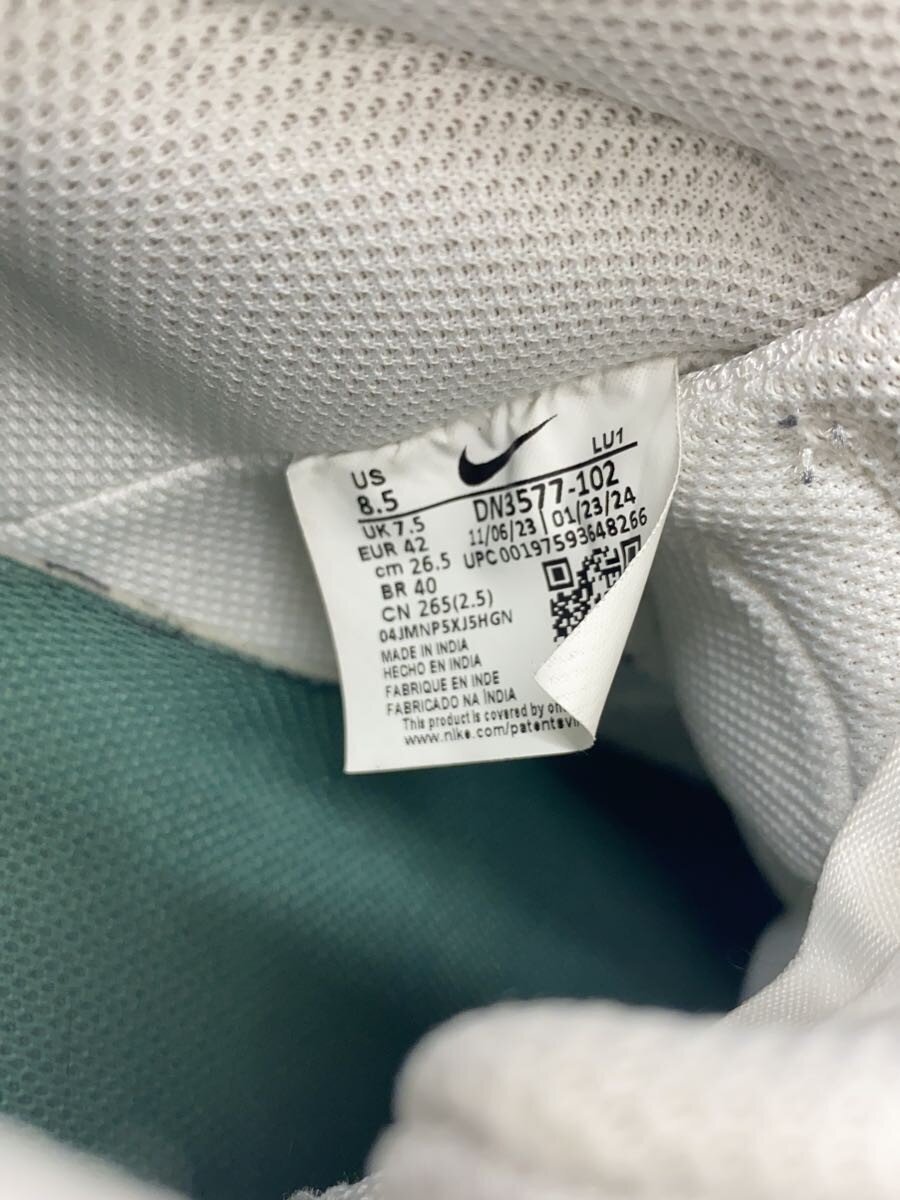 US
8.5
UK 7.5
EUR 42
cm 26.5
BR 40
CN 265(2.5)
04JMNP5XJ5HGN
MADE IN INDIA
HECHO EN INDIA
FABRIQUE EN INDE
FABRICADO NA ÍNDIA
This product is covered by
www.nike.com/patents
LU1
DN3577-102
11/06/23 | 01/23/24
UPC00197593648266